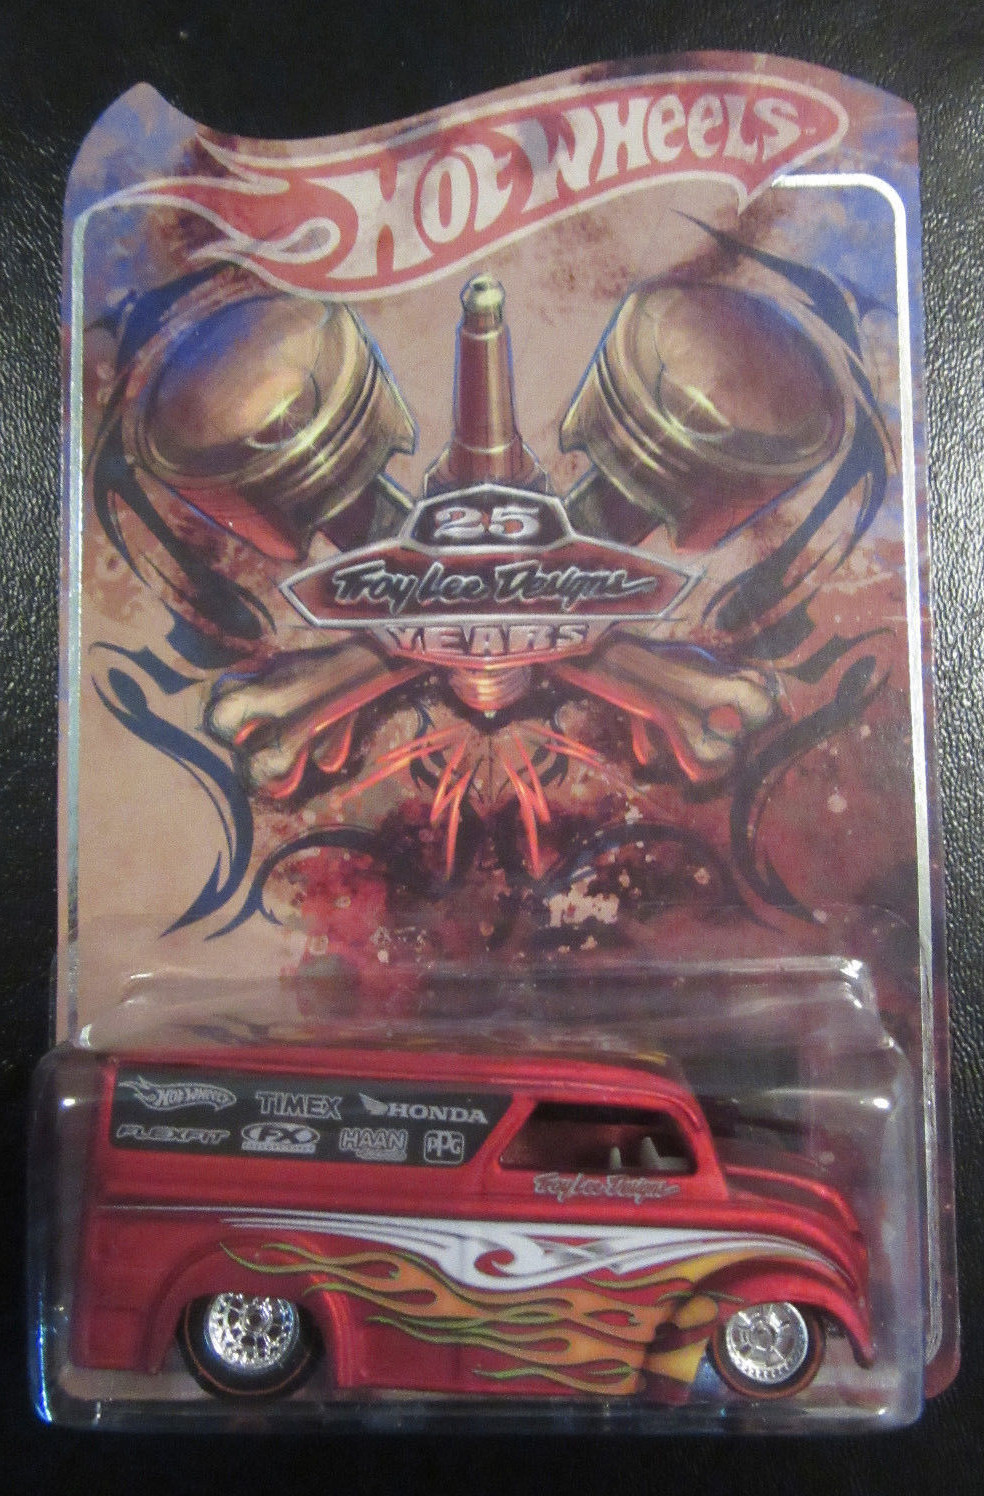 HOT WHEELS
25
Troy Lee Designs
YEARS
HOT WHEELS TIMEX HONDA
FLEXFIT FX HAAN PPG
Troy Lee Designs